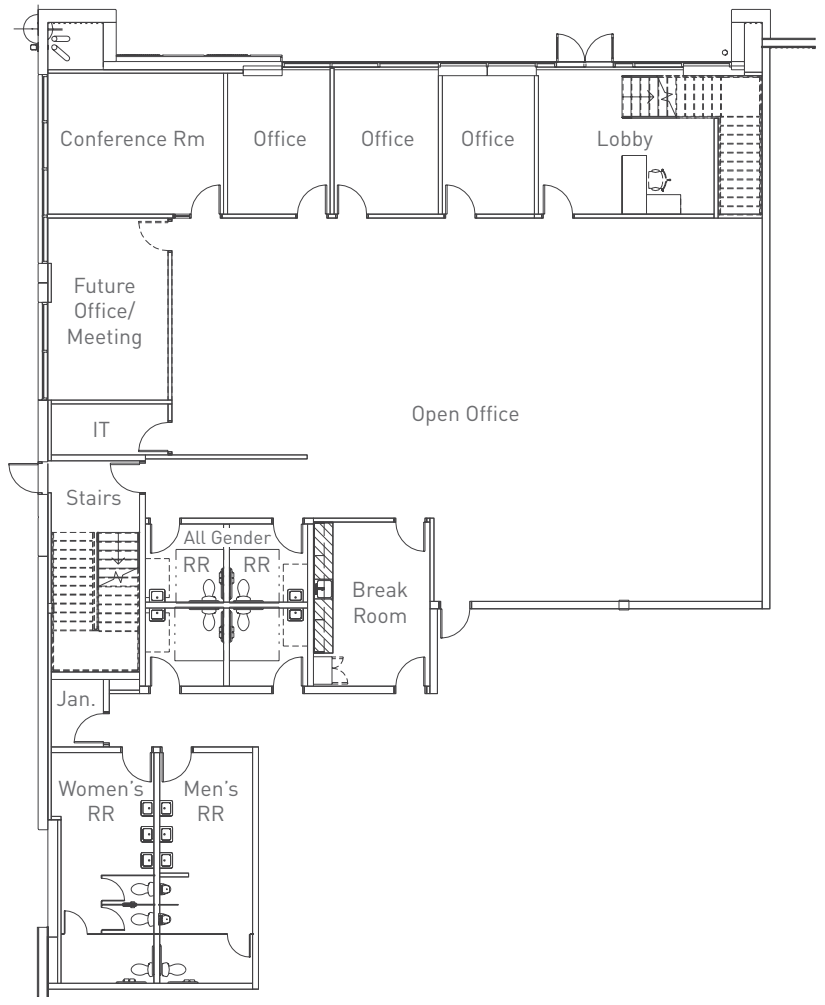 Conference Rm
Office
Office
Office
Lobby
Future
Office/
Meeting
Open Office
IT
Stairs
All Gender
RR
RR
Break
Room
Jan.
Women's
RR
Men's
RR